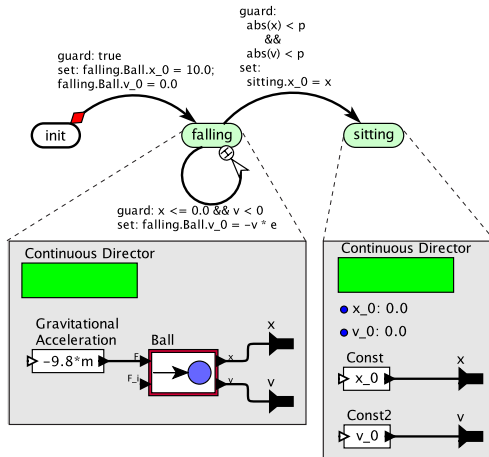 guard:
abs(x) < p
&&
abs(v) < p
set:
sitting.x_0 = x
guard: true
set: falling.Ball.x_0 = 10.0;
falling.Ball.v_0 = 0.0
init
falling
sitting
H
guard: x <= 0.0 && v < 0
set: falling.Ball.v_0 = -v * e
Continuous Director
Gravitational
Acceleration
-9.8*m
Ball
F
F_i
x
v
x
v
Continuous Director
x_0: 0.0
v_0: 0.0
Const
x_0
x
Const2
v_0
v